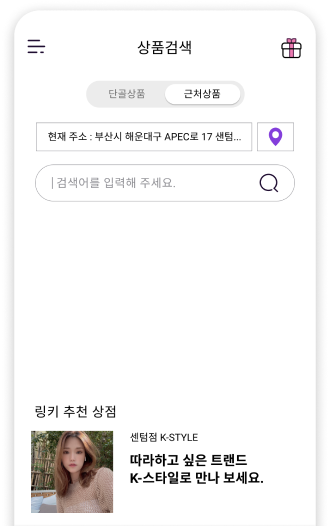 상품검색
단골상품 근처상품
현재 주소 : 부산시 해운대구 APEC로 17 센텀...
검색어를 입력해 주세요.
링키 추천 상점
센텀점 K-STYLE
따라하고 싶은 트랜드
K-스타일로 만나 보세요.